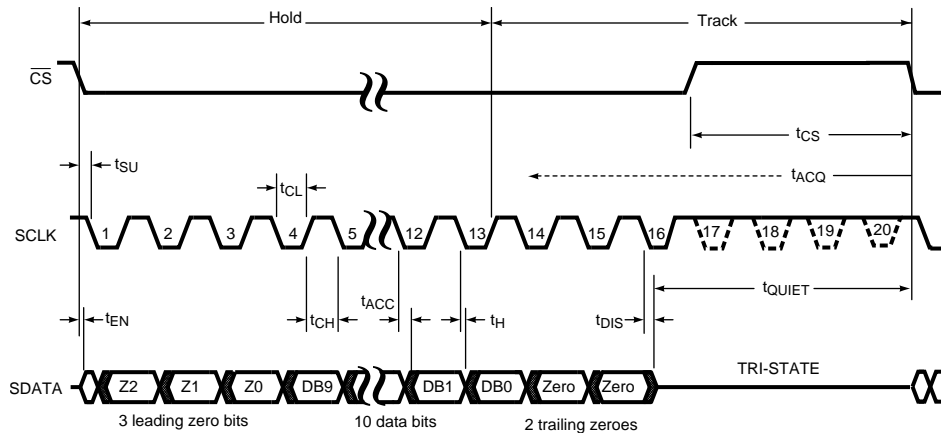 Hold Track
CS
tCS
tSU
tCL
tACQ
SCLK 1 2 3 4 5 12 13 14 15 16 17 18 19 20
tQUIET
tEN tCH tACC tH tDIS
TRI-STATE
SDATA Z2 Z1 Z0 DB9 DB1 DB0 Zero Zero
3 leading zero bits 10 data bits 2 trailing zeroes